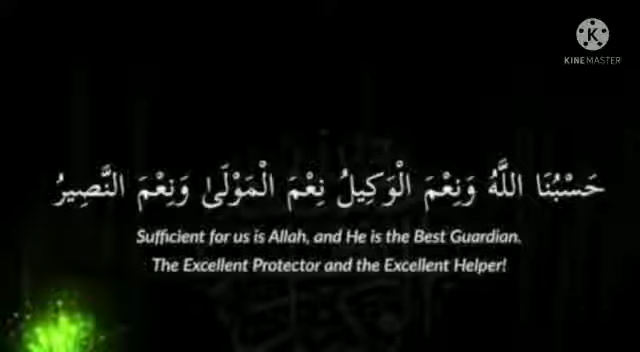 KINEMASTER
حَسْبُنَا اللَّهُ وَنِعْمَ الْوَكِيلُ نِعْمَ الْمَوْلَىٰ وَنِعْمَ النَّصِيرُ
Sufficient for us is Allah, and He is the Best Guardian.
The Excellent Protector and the Excellent Helper!